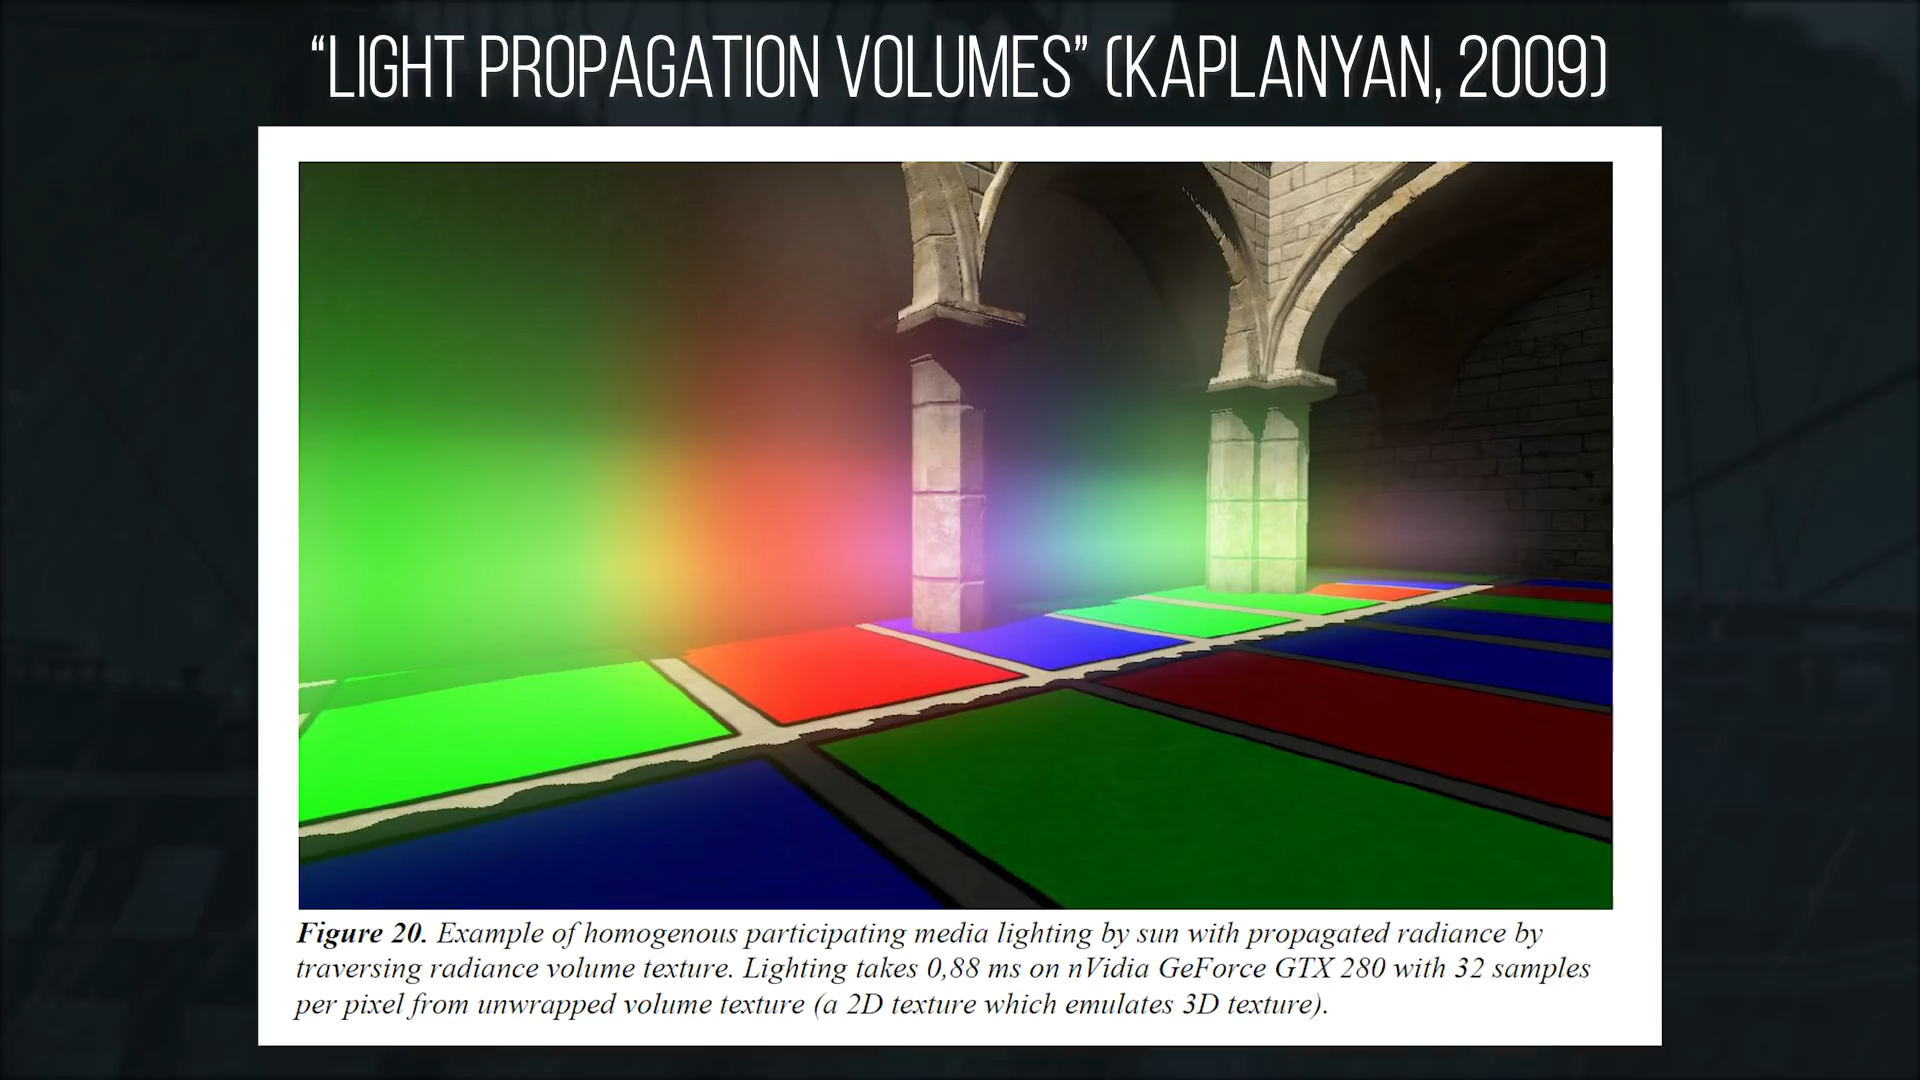 “LIGHT PROPAGATION VOLUMES” (KAPLANYAN, 2009)
Figure 20. Example of homogenous participating media lighting by sun with propagated radiance by
traversing radiance volume texture. Lighting takes 0,88 ms on nVidia GeForce GTX 280 with 32 samples
per pixel from unwrapped volume texture (a 2D texture which emulates 3D texture).